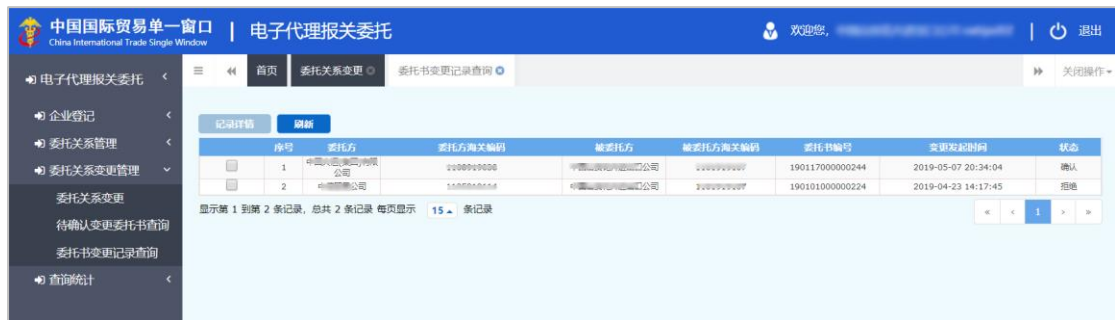 中国国际贸易单一窗口 | 电子代理报关委托 欢迎您, | 退出
China International Trade Single Window
电子代理报关委托 首页 委托关系变更 委托书变更记录查询 关闭操作
企业登记
委托关系管理
委托关系变更管理
委托关系变更
待确认变更委托书查询
委托书变更记录查询
查询统计
记录详情 刷新
序号 委托方 委托方海关编码 被委托方 被委托方海关编码 委托书编号 变更发起时间 状态
1 公司 公司 190117000000244 2019-05-07 20:34:04 确认
2 公司 公司 190101000000224 2019-04-23 14:17:45 拒绝
显示第 1 到第 2 条记录, 总共 2 条记录 每页显示 15 条记录
« ‹ 1 › »